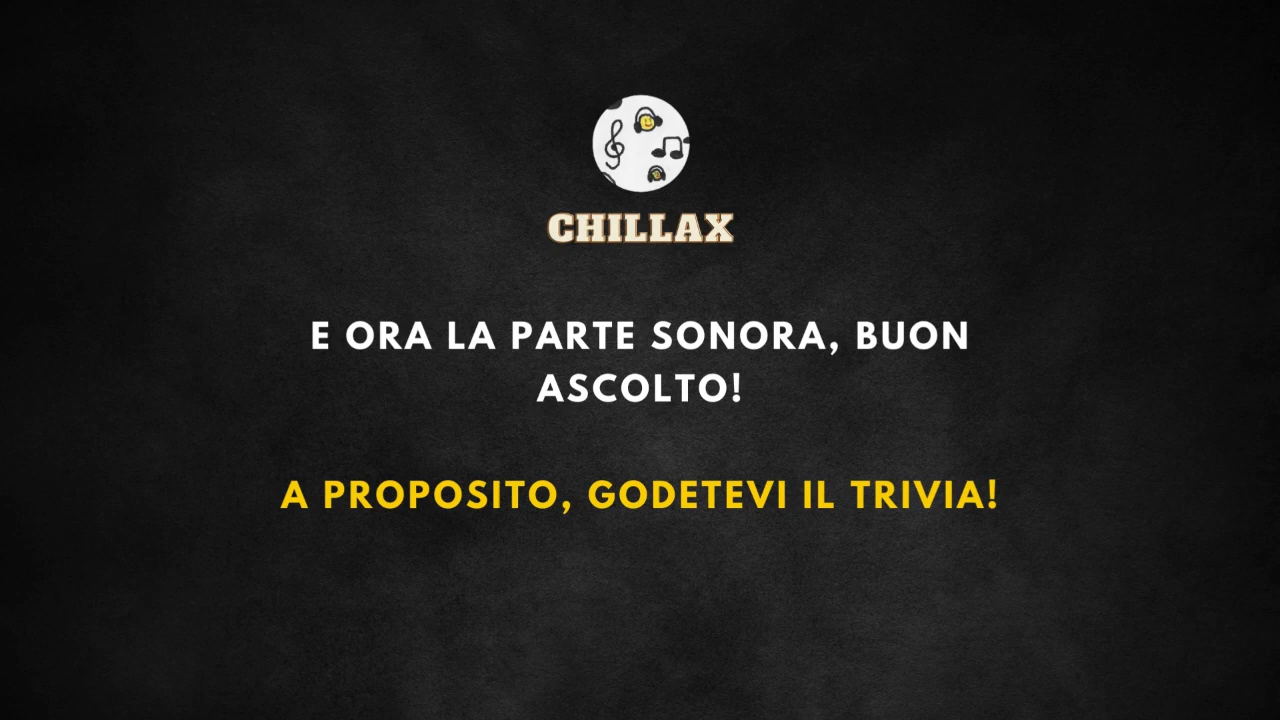 CHILLAX
E ORA LA PARTE SONORA, BUON
ASCOLTO!
A PROPOSITO, GODETEVI IL TRIVIA!